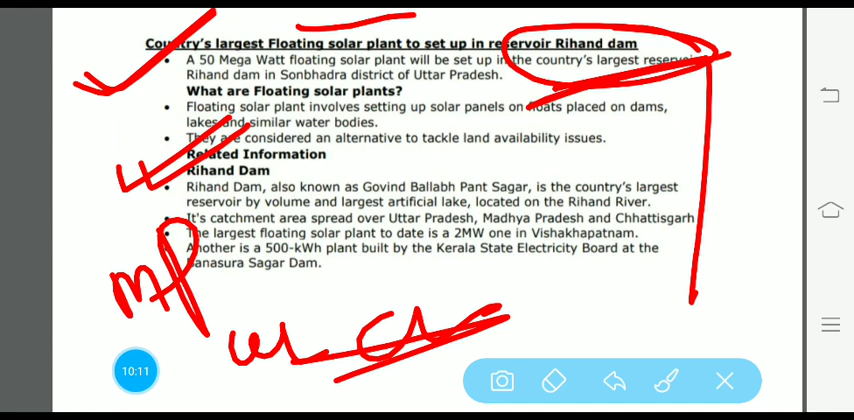 Country's largest Floating solar plant to set up in reservoir Rihand dam
• A 50 Mega Watt floating solar plant will be set up in the country's largest reservoir
Rihand dam in Sonbhadra district of Uttar Pradesh.
What are Floating solar plants?
• Floating solar plant involves setting up solar panels on floats placed on dams,
lakes and similar water bodies.
• They are considered an alternative to tackle land availability issues.
Related Information
Rihand Dam
• Rihand Dam, also known as Govind Ballabh Pant Sagar, is the country's largest
reservoir by volume and largest artificial lake, located on the Rihand River.
• It's catchment area spread over Uttar Pradesh, Madhya Pradesh and Chhattisgarh
• The largest floating solar plant to date is a 2MW one in Vishakhapatnam.
Another is a 500-kWh plant built by the Kerala State Electricity Board at the
Banasura Sagar Dam.
MP
10:11